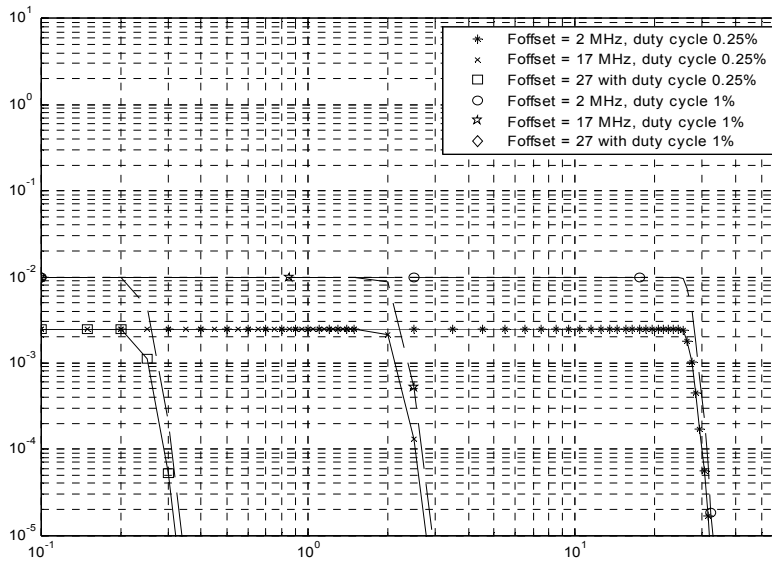 10^1
10^0
10^-1
10^-2
10^-3
10^-4
10^-5
Foffset = 2 MHz, duty cycle 0.25%
Foffset = 17 MHz, duty cycle 0.25%
Foffset = 27 with duty cycle 0.25%
Foffset = 2 MHz, duty cycle 1%
Foffset = 17 MHz, duty cycle 1%
Foffset = 27 with duty cycle 1%
10^-1 10^0 10^1